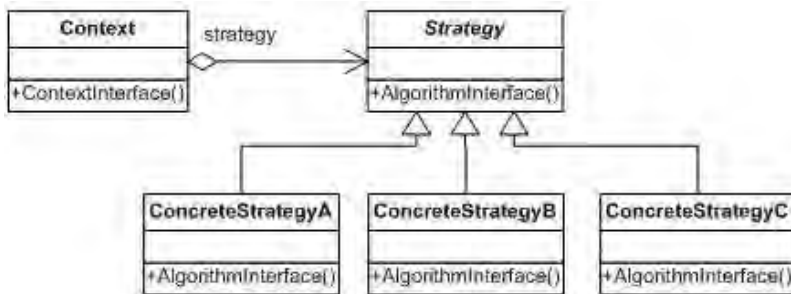 Context
strategy
Strategy
+ContextInterface()
+AlgorithmInterface()
ConcreteStrategyA
ConcreteStrategyB
ConcreteStrategyC
+AlgorithmInterface()
+AlgorithmInterface()
+AlgorithmInterface()